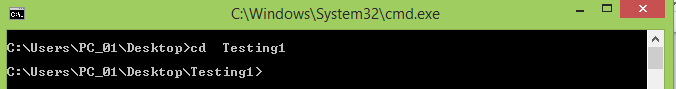 C:\Windows\System32\cmd.exe
C:\Users\PC_01\Desktop>cd  Testing1
C:\Users\PC_01\Desktop\Testing1>